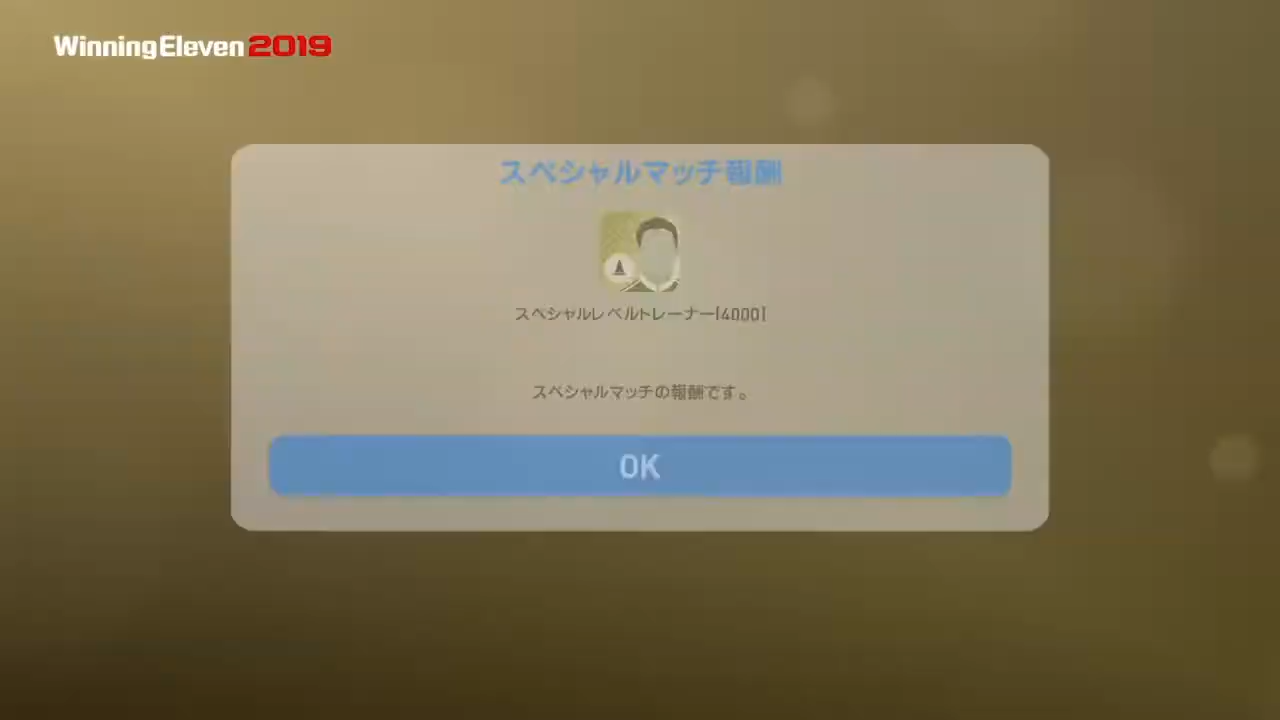 Winning Eleven 2019
スペシャルマッチ報酬
スペシャルレベルトレーナー[4000]
スペシャルマッチの報酬です。
OK